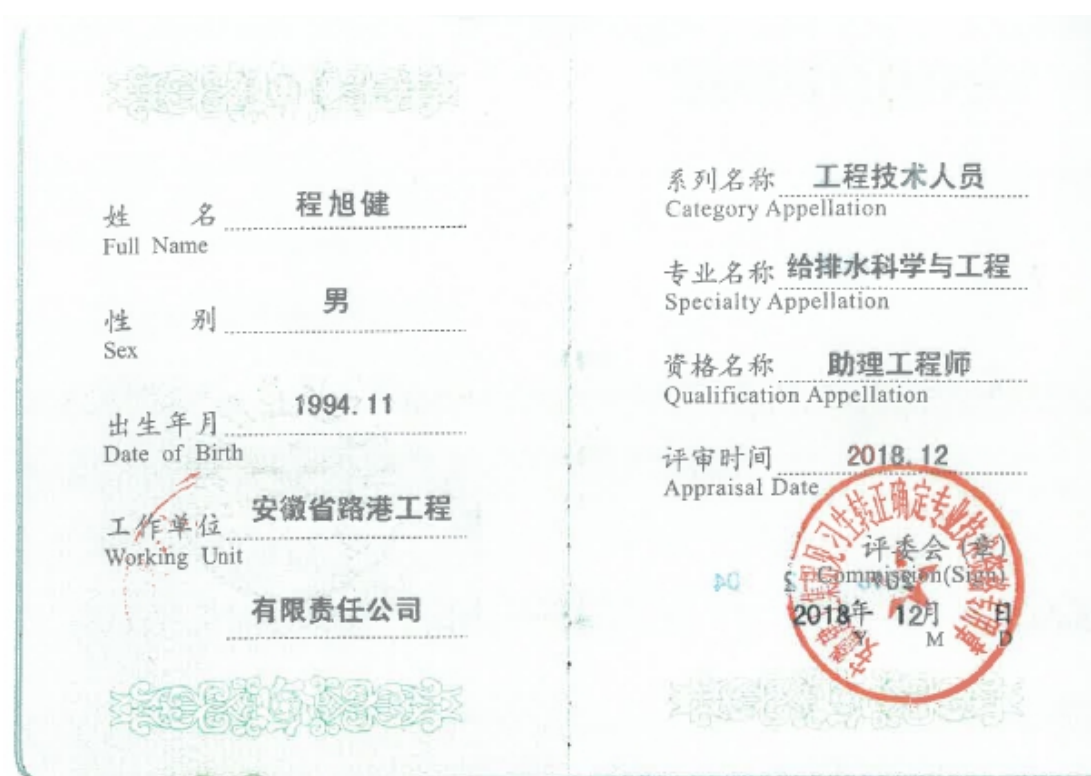 姓 名 程旭健
Full Name
性 别 男
Sex
出生年月 1994.11
Date of Birth
工作单位 安徽省路港工程
Working Unit
有限责任公司
系列名称 工程技术人员
Category Appellation
专业名称 给排水科学与工程
Specialty Appellation
资格名称 助理工程师
Qualification Appellation
评审时间 2018.12
Appraisal Date
评委会(章)
Commission(Sign)
2018年 12月 日
Y M D